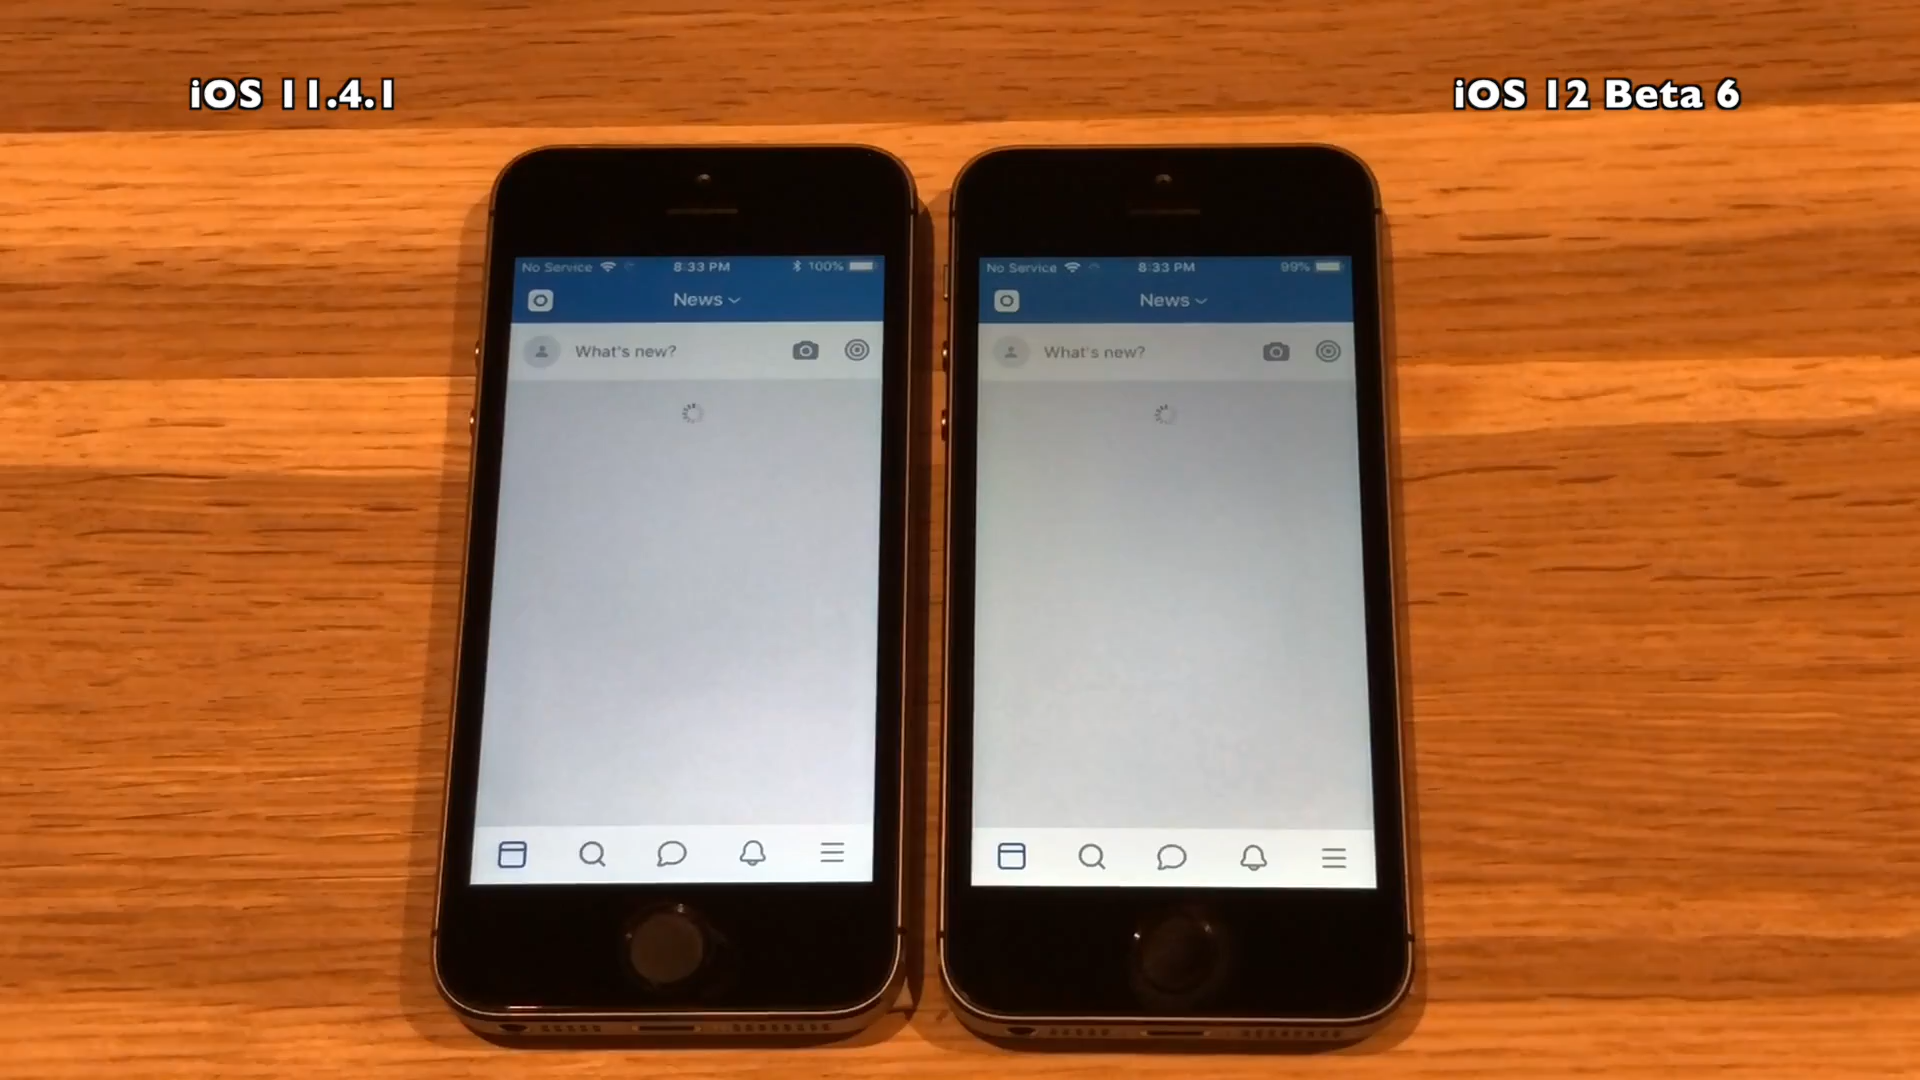 iOS 11.4.1
iOS 12 Beta 6
No Service 8:33 PM 100%
News
What's new?
No Service 8:33 PM 99%
News
What's new?